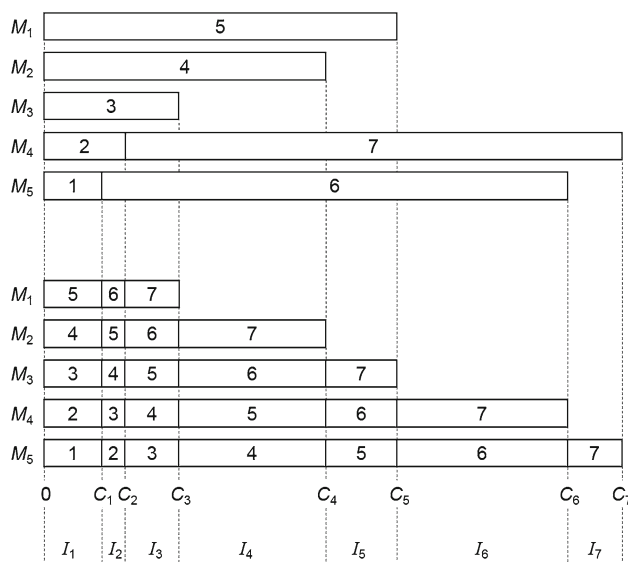 M₁ 5
M₂ 4
M₃ 3
M₄ 2 7
M₅ 1 6
M₁ 5 6 7
M₂ 4 5 6 7
M₃ 3 4 5 6 7
M₄ 2 3 4 5 6 7
M₅ 1 2 3 4 5 6 7
0 C₁ C₂ C₃ C₄ C₅ C₆ C₇
I₁ I₂ I₃ I₄ I₅ I₆ I₇